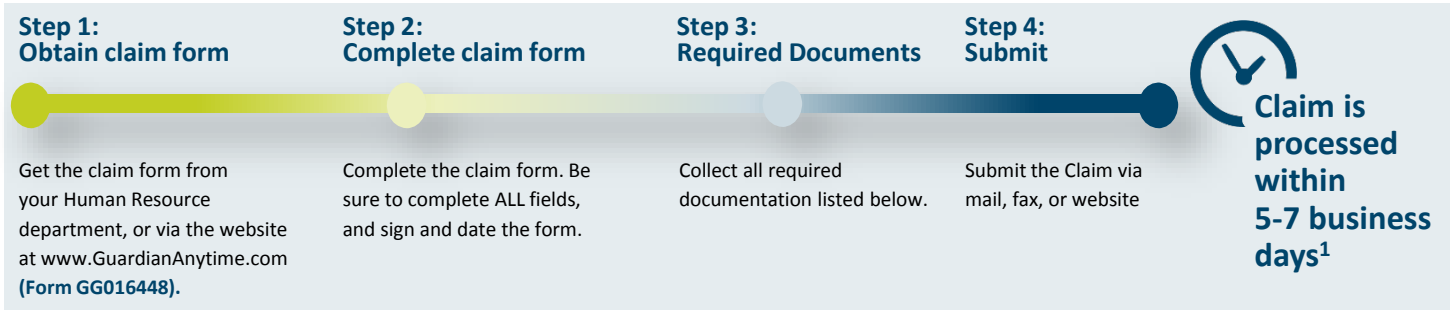 Step 1:
Obtain claim form
Get the claim form from
your Human Resource
department, or via the website
at www.GuardianAnytime.com
(Form GG016448).
Step 2:
Complete claim form
Complete the claim form. Be
sure to complete ALL fields,
and sign and date the form.
Step 3:
Required Documents
Collect all required
documentation listed below.
Step 4:
Submit
Submit the Claim via
mail, fax, or website
Claim is
processed
within
5-7 business
days¹